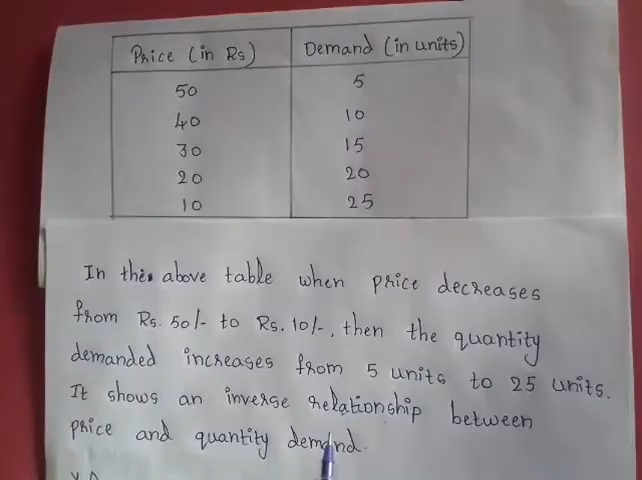 Price (in Rs) Demand (in units)
50 5
40 10
30 15
20 20
10 25
In the above table when price decreases
from Rs. 50/- to Rs. 10/-, then the quantity
demanded increases from 5 units to 25 units.
It shows an inverse relationship between
price and quantity demand.